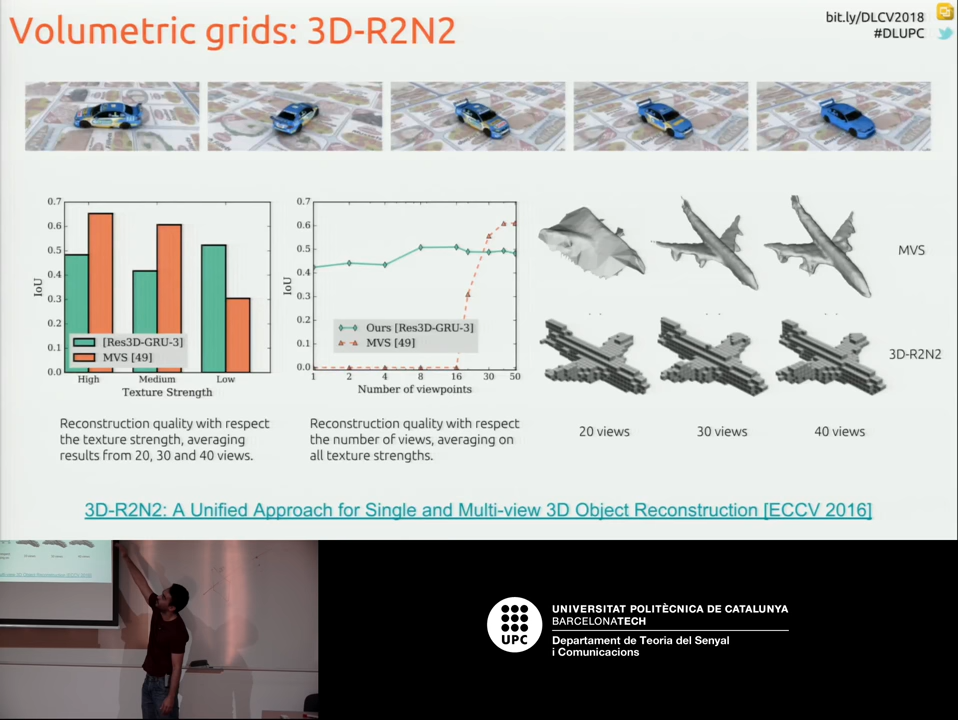 Volumetric grids: 3D-R2N2
bit.ly/DLCV2018
#DLUPC
0.7
0.6
0.5
0.4
0.3
0.2
0.1
0.0
IoU
[Res3D-GRU-3]
MVS [49]
High
Medium
Low
Texture Strength
0.7
0.6
0.5
0.4
0.3
0.2
0.1
0.0
IoU
Ours [Res3D-GRU-3]
MVS [49]
1
2
4
8
16
30
50
Number of viewpoints
MVS
3D-R2N2
20 views
30 views
40 views
Reconstruction quality with respect
the texture strength, averaging
results from 20, 30 and 40 views.
Reconstruction quality with respect
the number of views, averaging on
all texture strengths.
3D-R2N2: A Unified Approach for Single and Multi-view 3D Object Reconstruction [ECCV 2016]
UPC
UNIVERSITAT POLITÈCNICA DE CATALUNYA
BARCELONATECH
Departament de Teoria del Senyal
i Comunicacions